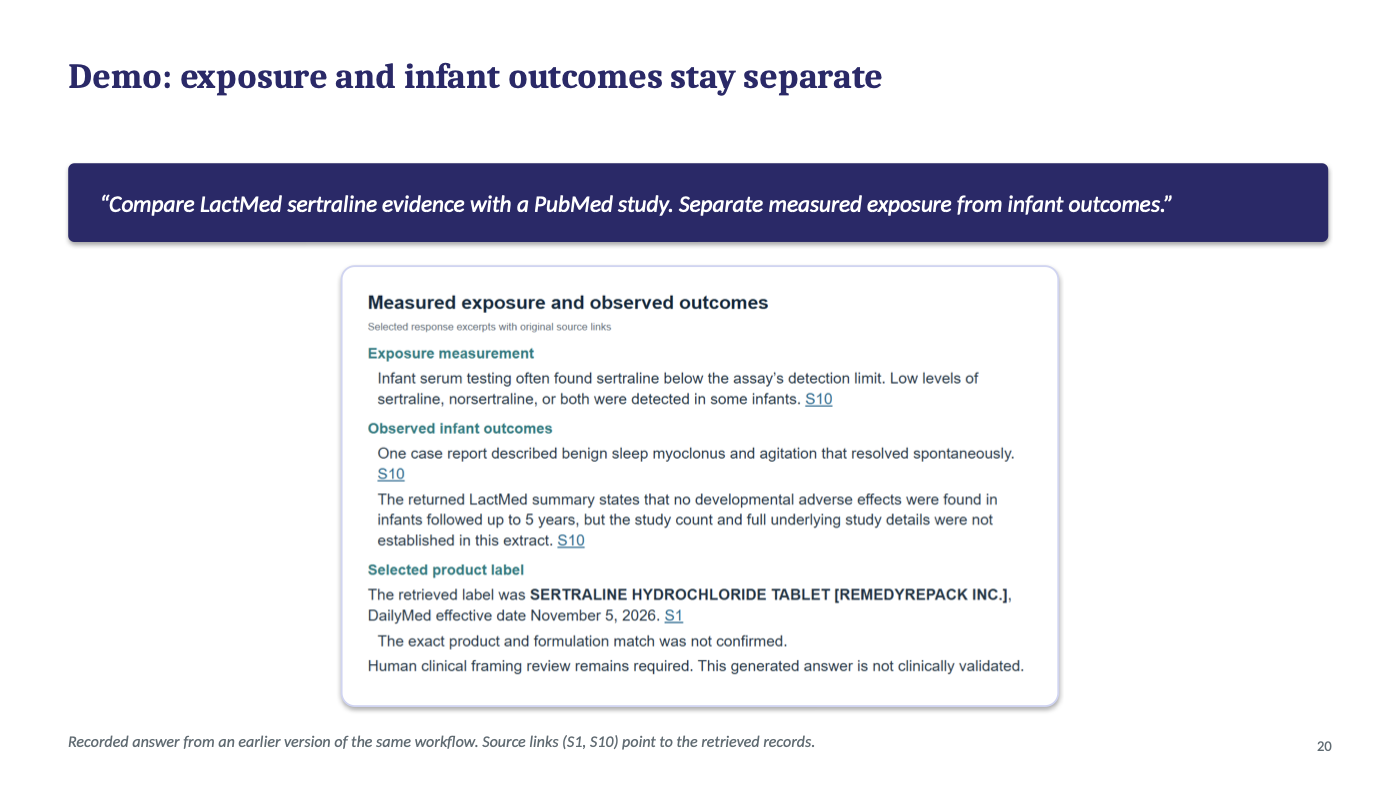 Demo: exposure and infant outcomes stay separate
“Compare LactMed sertraline evidence with a PubMed study. Separate measured exposure from infant outcomes.”
Measured exposure and observed outcomes
Selected response excerpts with original source links
Exposure measurement
Infant serum testing often found sertraline below the assay’s detection limit. Low levels of
sertraline, norsertraline, or both were detected in some infants. S10
Observed infant outcomes
One case report described benign sleep myoclonus and agitation that resolved spontaneously.
S10
The returned LactMed summary states that no developmental adverse effects were found in
infants followed up to 5 years, but the study count and full underlying study details were not
established in this extract. S10
Selected product label
The retrieved label was SERTRALINE HYDROCHLORIDE TABLET [REMEDYREPACK INC.],
DailyMed effective date November 5, 2026. S1
The exact product and formulation match was not confirmed.
Human clinical framing review remains required. This generated answer is not clinically validated.
Recorded answer from an earlier version of the same workflow. Source links (S1, S10) point to the retrieved records.
20